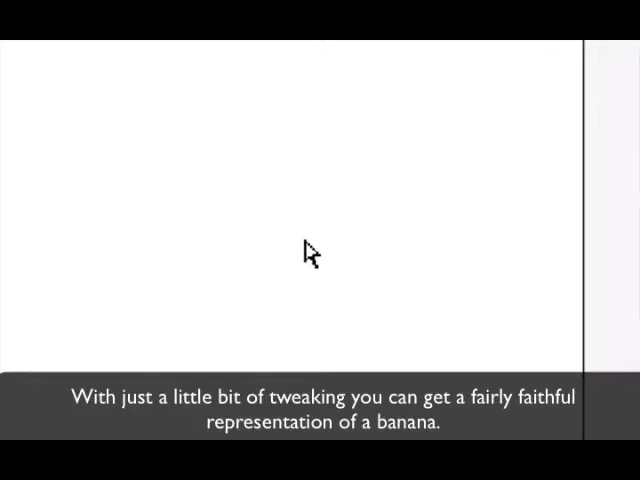 With just a little bit of tweaking you can get a fairly faithful
representation of a banana.